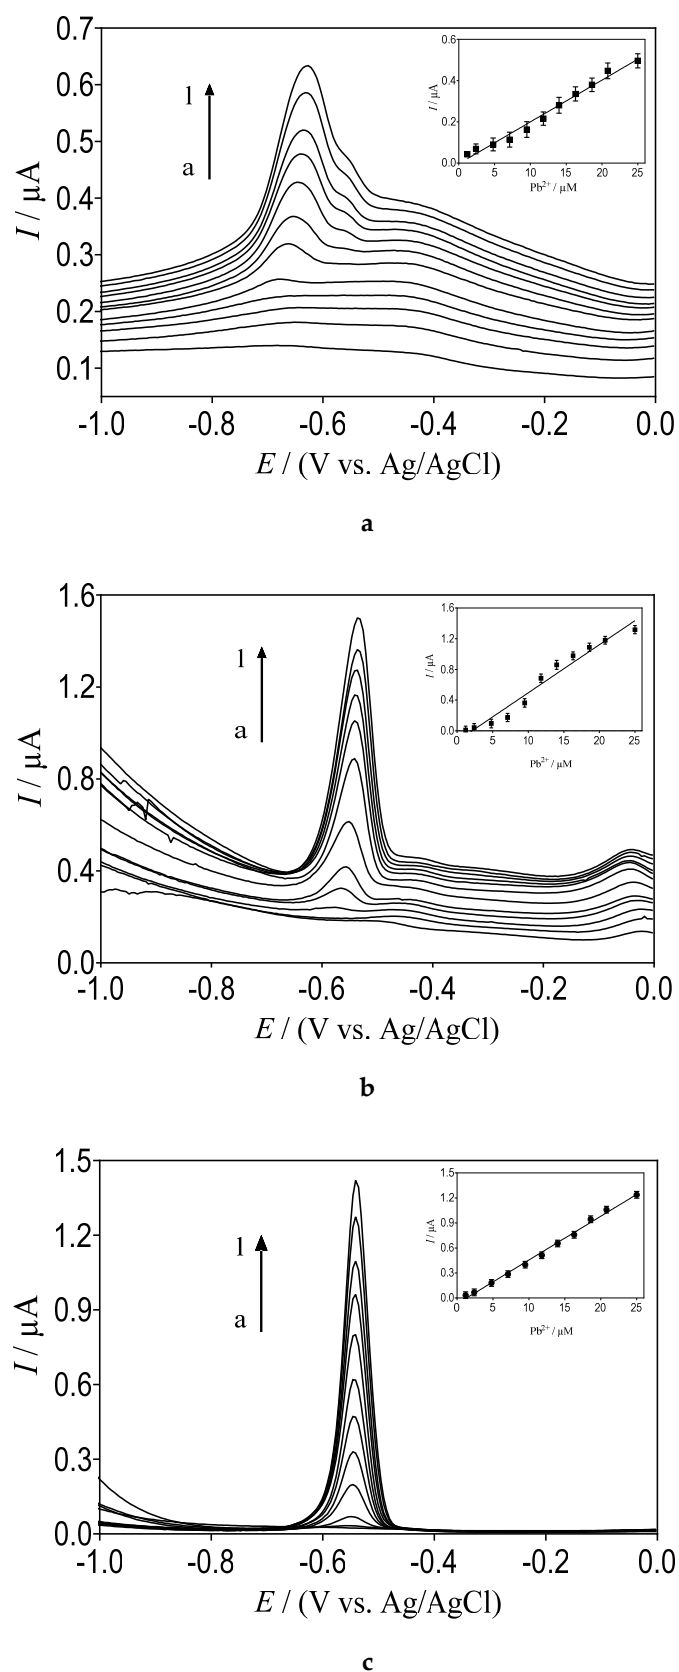 0.7
0.6
0.5
0.4
0.3
0.2
0.1
I / μA
l
a
0.6
0.4
0.2
0.0
I / μA
0 5 10 15 20 25
Pb2+ / μM
-1.0 -0.8 -0.6 -0.4 -0.2 0.0
E / (V vs. Ag/AgCl)
a
1.6
1.2
0.8
0.4
0.0
I / μA
l
a
1.6
1.2
0.8
0.4
0.0
I / μA
0 5 10 15 20 25
Pb2+ / μM
-1.0 -0.8 -0.6 -0.4 -0.2 0.0
E / (V vs. Ag/AgCl)
b
1.5
1.2
0.9
0.6
0.3
0.0
I / μA
l
a
1.5
1.2
0.9
0.6
0.3
0.0
I / μA
0 5 10 15 20 25
Pb2+ / μM
-1.0 -0.8 -0.6 -0.4 -0.2 0.0
E / (V vs. Ag/AgCl)
c